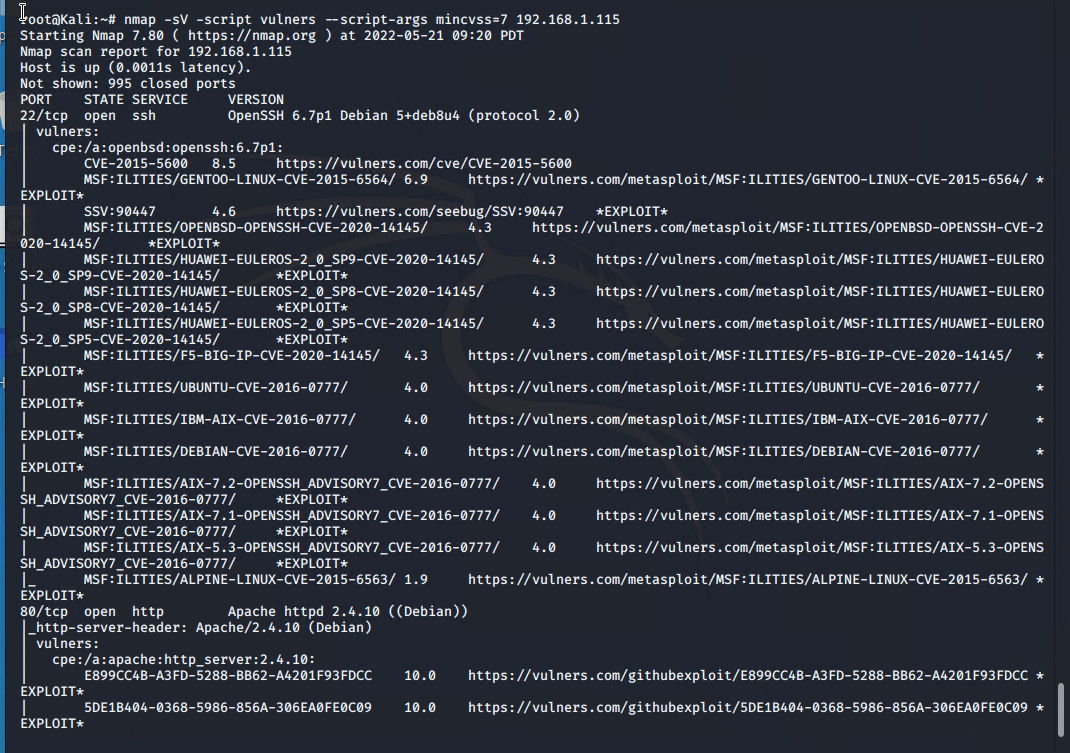 root@Kali:~# nmap -sV -script vulners --script-args mincvss=7 192.168.1.115
Starting Nmap 7.80 ( https://nmap.org ) at 2022-05-21 09:20 PDT
Nmap scan report for 192.168.1.115
Host is up (0.0011s latency).
Not shown: 995 closed ports
PORT    STATE SERVICE     VERSION
22/tcp  open  ssh         OpenSSH 6.7p1 Debian 5+deb8u4 (protocol 2.0)
| vulners:
|   cpe:/a:openbsd:openssh:6.7p1:
|       CVE-2015-5600   8.5     https://vulners.com/cve/CVE-2015-5600
|       MSF:ILITIES/GENTOO-LINUX-CVE-2015-6564/ 6.9     https://vulners.com/metasploit/MSF:ILITIES/GENTOO-LINUX-CVE-2015-6564/ *
EXPLOIT*
|       SSV:90447       4.6     https://vulners.com/seebug/SSV:90447    *EXPLOIT*
|       MSF:ILITIES/OPENBSD-OPENSSH-CVE-2020-14145/     4.3     https://vulners.com/metasploit/MSF:ILITIES/OPENBSD-OPENSSH-CVE-2
020-14145/      *EXPLOIT*
|       MSF:ILITIES/HUAWEI-EULEROS-2_0_SP9-CVE-2020-14145/      4.3     https://vulners.com/metasploit/MSF:ILITIES/HUAWEI-EULERO
S-2_0_SP9-CVE-2020-14145/       *EXPLOIT*
|       MSF:ILITIES/HUAWEI-EULEROS-2_0_SP8-CVE-2020-14145/      4.3     https://vulners.com/metasploit/MSF:ILITIES/HUAWEI-EULERO
S-2_0_SP8-CVE-2020-14145/       *EXPLOIT*
|       MSF:ILITIES/HUAWEI-EULEROS-2_0_SP5-CVE-2020-14145/      4.3     https://vulners.com/metasploit/MSF:ILITIES/HUAWEI-EULERO
S-2_0_SP5-CVE-2020-14145/       *EXPLOIT*
|       MSF:ILITIES/F5-BIG-IP-CVE-2020-14145/   4.3     https://vulners.com/metasploit/MSF:ILITIES/F5-BIG-IP-CVE-2020-14145/   *
EXPLOIT*
|       MSF:ILITIES/UBUNTU-CVE-2016-0777/       4.0     https://vulners.com/metasploit/MSF:ILITIES/UBUNTU-CVE-2016-0777/       *
EXPLOIT*
|       MSF:ILITIES/IBM-AIX-CVE-2016-0777/      4.0     https://vulners.com/metasploit/MSF:ILITIES/IBM-AIX-CVE-2016-0777/      *
EXPLOIT*
|       MSF:ILITIES/DEBIAN-CVE-2016-0777/       4.0     https://vulners.com/metasploit/MSF:ILITIES/DEBIAN-CVE-2016-0777/       *
EXPLOIT*
|       MSF:ILITIES/AIX-7.2-OPENSSH_ADVISORY7_CVE-2016-0777/    4.0     https://vulners.com/metasploit/MSF:ILITIES/AIX-7.2-OPENS
SH_ADVISORY7_CVE-2016-0777/     *EXPLOIT*
|       MSF:ILITIES/AIX-7.1-OPENSSH_ADVISORY7_CVE-2016-0777/    4.0     https://vulners.com/metasploit/MSF:ILITIES/AIX-7.1-OPENS
SH_ADVISORY7_CVE-2016-0777/     *EXPLOIT*
|       MSF:ILITIES/AIX-5.3-OPENSSH_ADVISORY7_CVE-2016-0777/    4.0     https://vulners.com/metasploit/MSF:ILITIES/AIX-5.3-OPENS
SH_ADVISORY7_CVE-2016-0777/     *EXPLOIT*
|_      MSF:ILITIES/ALPINE-LINUX-CVE-2015-6563/ 1.9     https://vulners.com/metasploit/MSF:ILITIES/ALPINE-LINUX-CVE-2015-6563/ *
EXPLOIT*
80/tcp  open  http        Apache httpd 2.4.10 ((Debian))
|_http-server-header: Apache/2.4.10 (Debian)
| vulners:
|   cpe:/a:apache:http_server:2.4.10:
|       E899CC4B-A3FD-5288-BB62-A4201F93FDCC    10.0    https://vulners.com/githubexploit/E899CC4B-A3FD-5288-BB62-A4201F93FDCC *
EXPLOIT*
|       5DE1B404-0368-5986-856A-306EA0FE0C09    10.0    https://vulners.com/githubexploit/5DE1B404-0368-5986-856A-306EA0FE0C09 *
EXPLOIT*